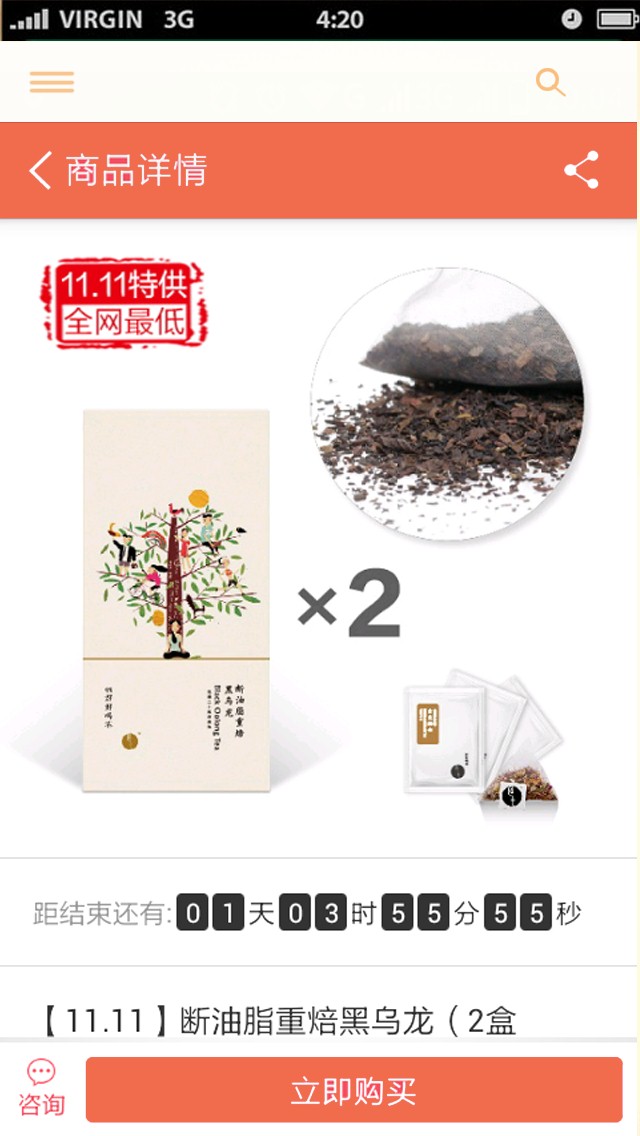 VIRGIN 3G 4:20
商品详情
11.11特供
全网最低
×2
断油脂重焙
黑乌龙
Black Oolong Tea
距结束还有: 01天03时55分55秒
【11.11】断油脂重焙黑乌龙（2盒
咨询
立即购买